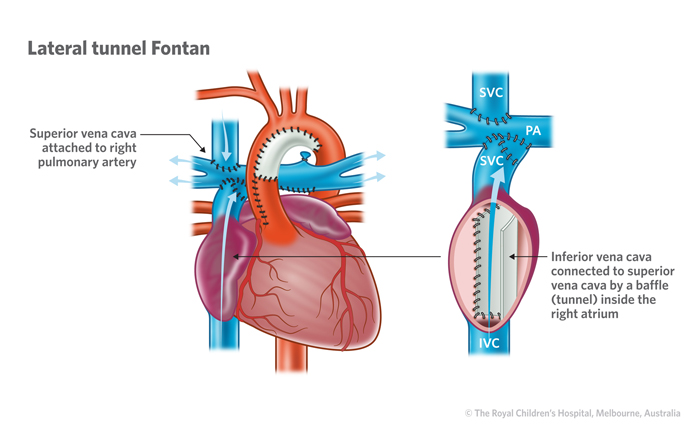 Lateral tunnel Fontan
Superior vena cava
attached to right
pulmonary artery
SVC
PA
SVC
Inferior vena cava
connected to superior
vena cava by a baffle
(tunnel) inside the
right atrium
IVC
© The Royal Children's Hospital, Melbourne, Australia